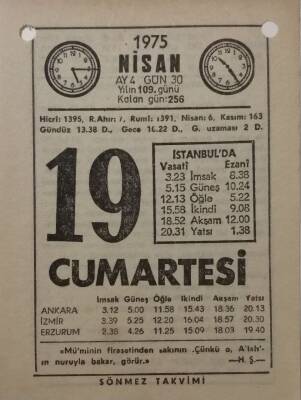 1975
NİSAN
AY 4 GÜN 30
Yılın 109. günü
Kalan gün: 256
Hicri: 1395, R.Ahır: 7, Rumi: 1391, Nisan: 6, Kasım: 163
Gündüz 13.38 D., Gece 10.22 D., G. uzaması 2 D.
19
İSTANBUL'DA
Vasatî Ezanî
3.23 İmsak 8.38
5.15 Güneş 10.24
12.13 Öğle 5.22
15.58 İkindi 9.08
18.52 Akşam 12.00
20.31 Yatsı 1.38
CUMARTESİ
Imsak Güneş Öğle İkindi Akşam Yatsı
ANKARA 3.12 5.00 11.58 15.43 18.36 20.13
İZMİR 3.39 5.25 12.20 16.04 18.57 20.30
ERZURUM 2.38 4.26 11.25 15.09 18.03 19.40
«Mü'minin firasetinden sakının. Çünkü o, A'lah'-
ın nuruyla bakar, görür.» —H. Ş.—
SÖNMEZ TAKVİMİ